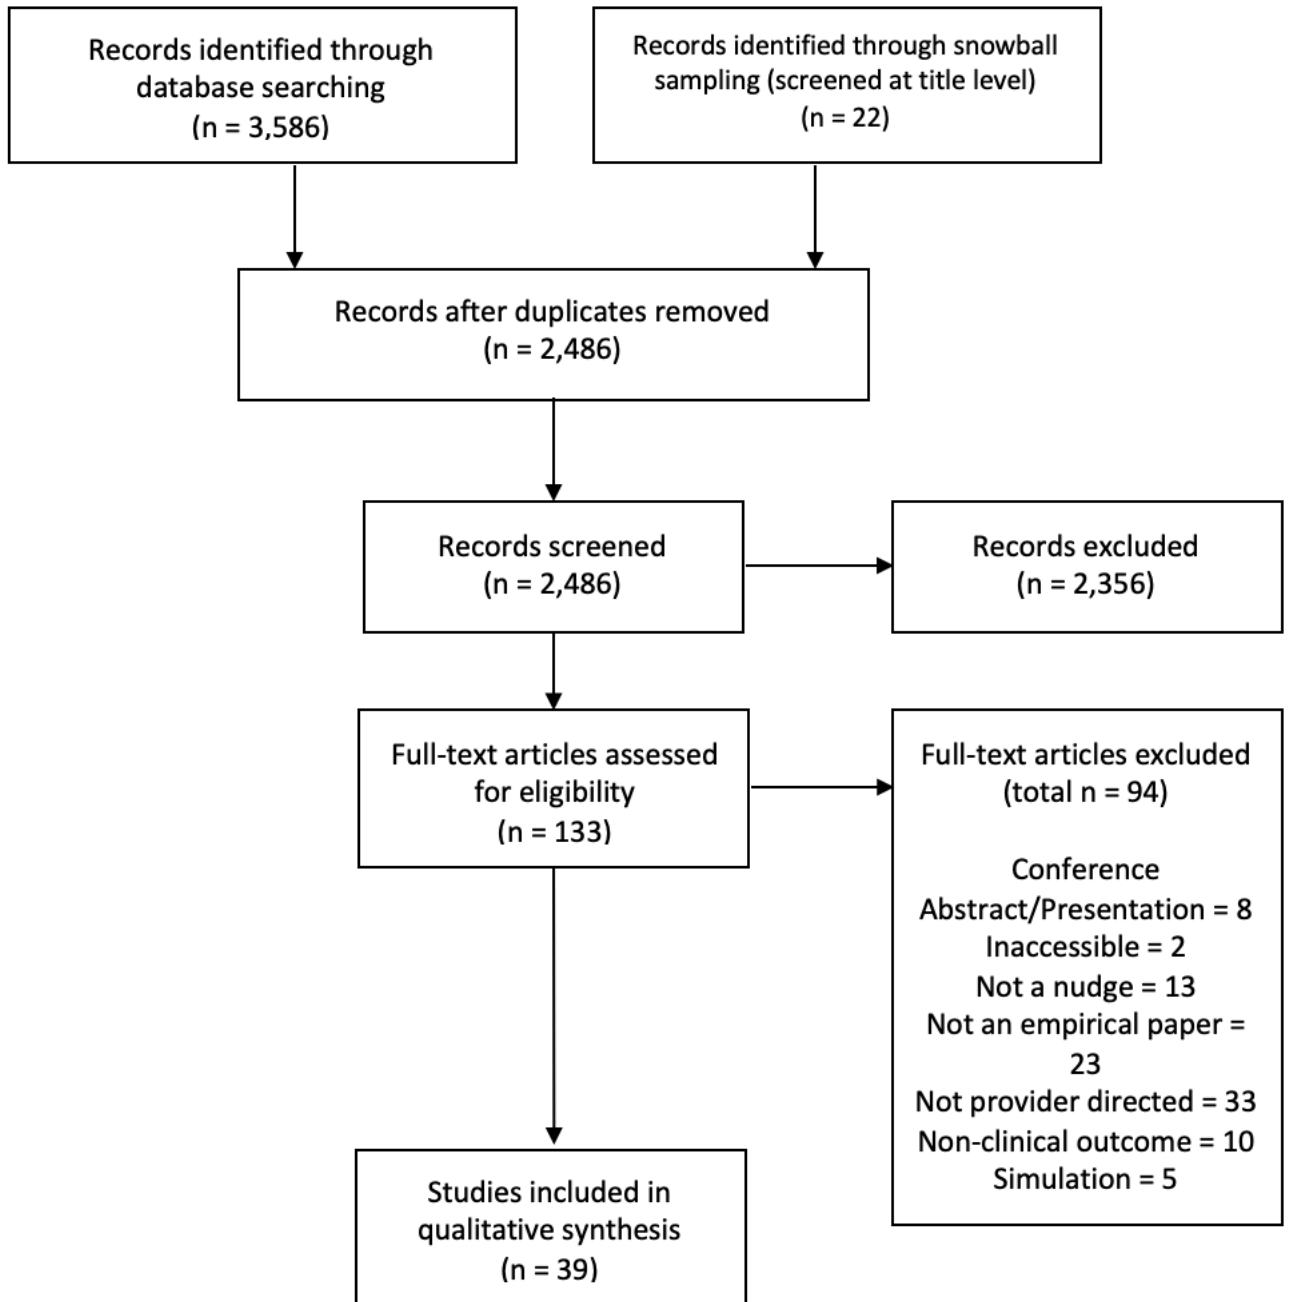 Records identified through
database searching
(n = 3,586)
Records identified through snowball
sampling (screened at title level)
(n = 22)
Records after duplicates removed
(n = 2,486)
Records screened
(n = 2,486)
Records excluded
(n = 2,356)
Full-text articles assessed
for eligibility
(n = 133)
Full-text articles excluded
(total n = 94)
Conference
Abstract/Presentation = 8
Inaccessible = 2
Not a nudge = 13
Not an empirical paper =
23
Not provider directed = 33
Non-clinical outcome = 10
Simulation = 5
Studies included in
qualitative synthesis
(n = 39)